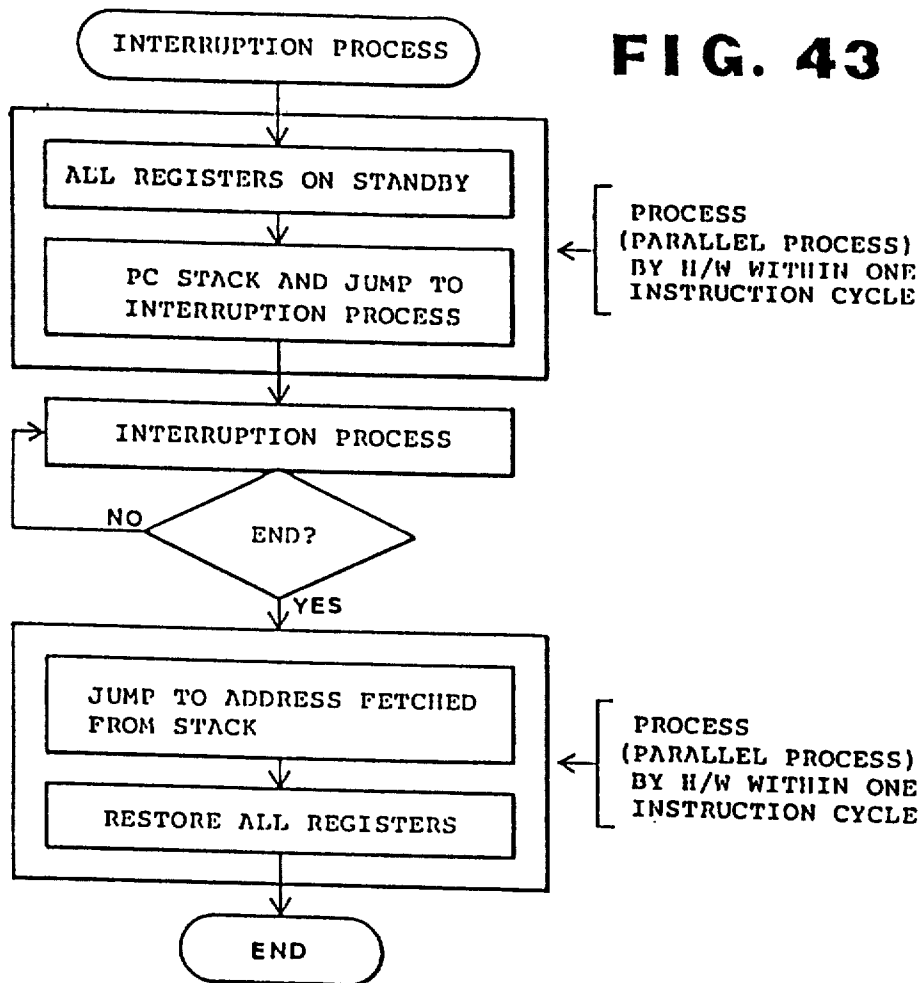 INTERRUPTION PROCESS
FIG. 43
ALL REGISTERS ON STANDBY
PC STACK AND JUMP TO
INTERRUPTION PROCESS
PROCESS
(PARALLEL PROCESS)
BY H/W WITHIN ONE
INSTRUCTION CYCLE
INTERRUPTION PROCESS
NO
END?
YES
JUMP TO ADDRESS FETCHED
FROM STACK
RESTORE ALL REGISTERS
PROCESS
(PARALLEL PROCESS)
BY H/W WITHIN ONE
INSTRUCTION CYCLE
END